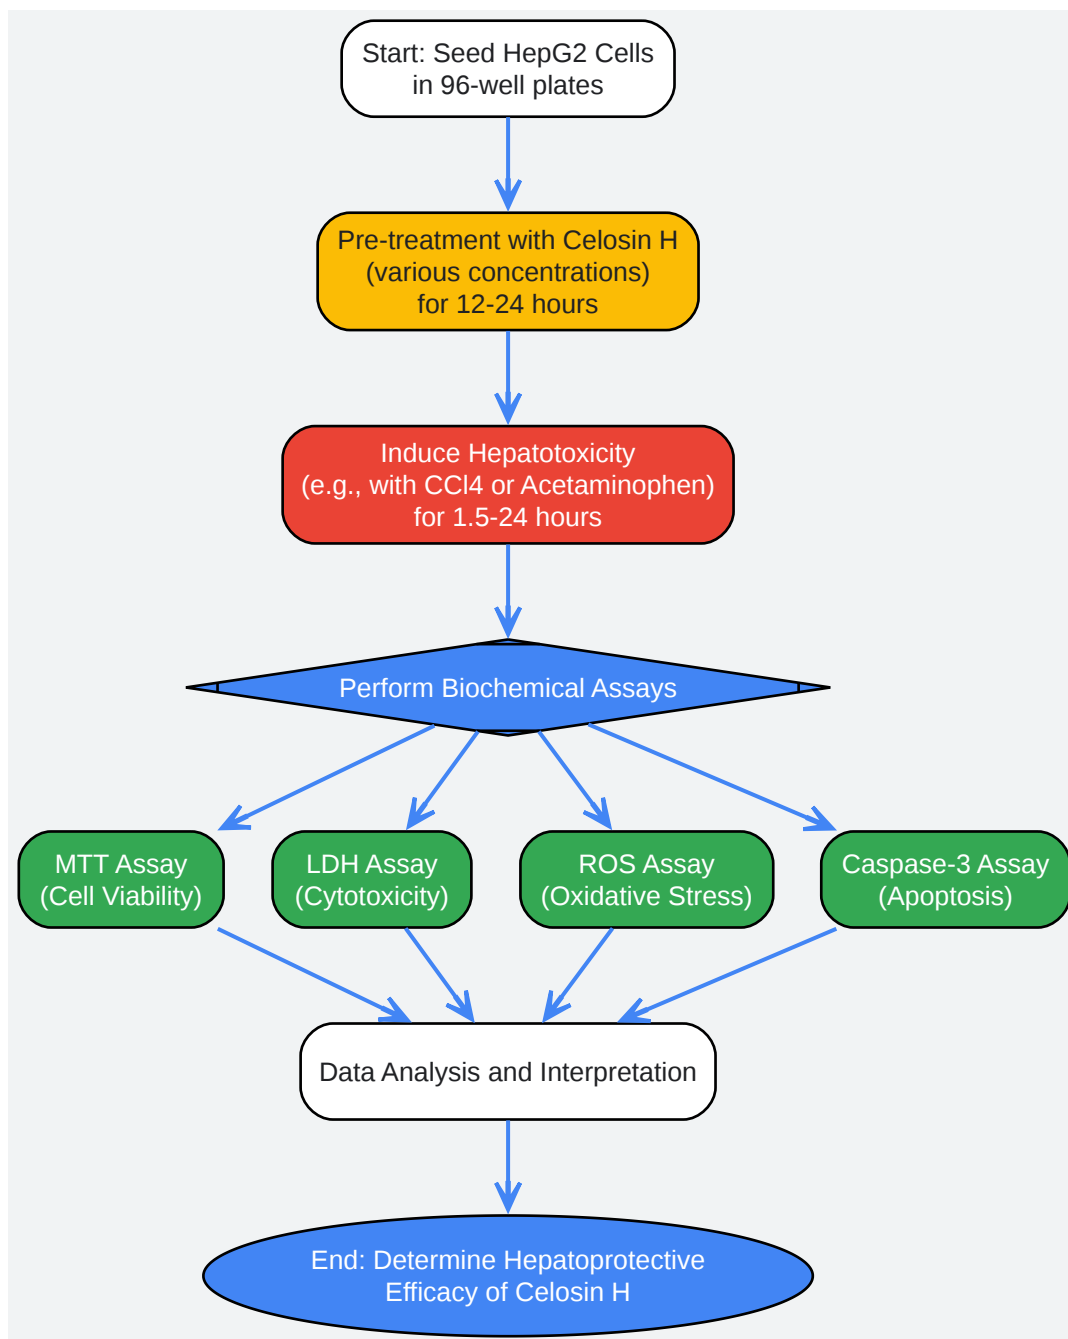 Start: Seed HepG2 Cells
in 96-well plates
Pre-treatment with Celosin H
(various concentrations)
for 12-24 hours
Induce Hepatotoxicity
(e.g., with CCl4 or Acetaminophen)
for 1.5-24 hours
Perform Biochemical Assays
MTT Assay
(Cell Viability)
LDH Assay
(Cytotoxicity)
ROS Assay
(Oxidative Stress)
Caspase-3 Assay
(Apoptosis)
Data Analysis and Interpretation
End: Determine Hepatoprotective
Efficacy of Celosin H